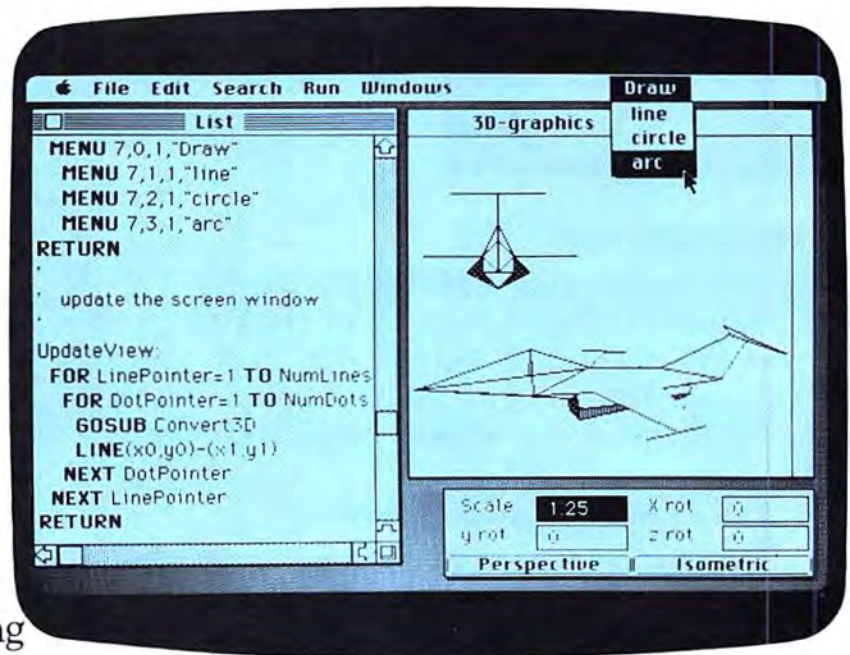 File Edit Search Run Windows Draw
line
circle
arc
List
MENU 7,0,1,"Draw"
MENU 7,1,1,"line"
MENU 7,2,1,"circle"
MENU 7,3,1,"arc"
RETURN
'
' update the screen window
'
UpdateView:
FOR LinePointer=1 TO NumLines
FOR DotPointer=1 TO NumDots
GOSUB Convert3D
LINE(x0,y0)-(x1,y1)
NEXT DotPointer
NEXT LinePointer
RETURN
3D-graphics
Scale 1.25 X rot 0
y rot 0 z rot 0
Perspective Isometric